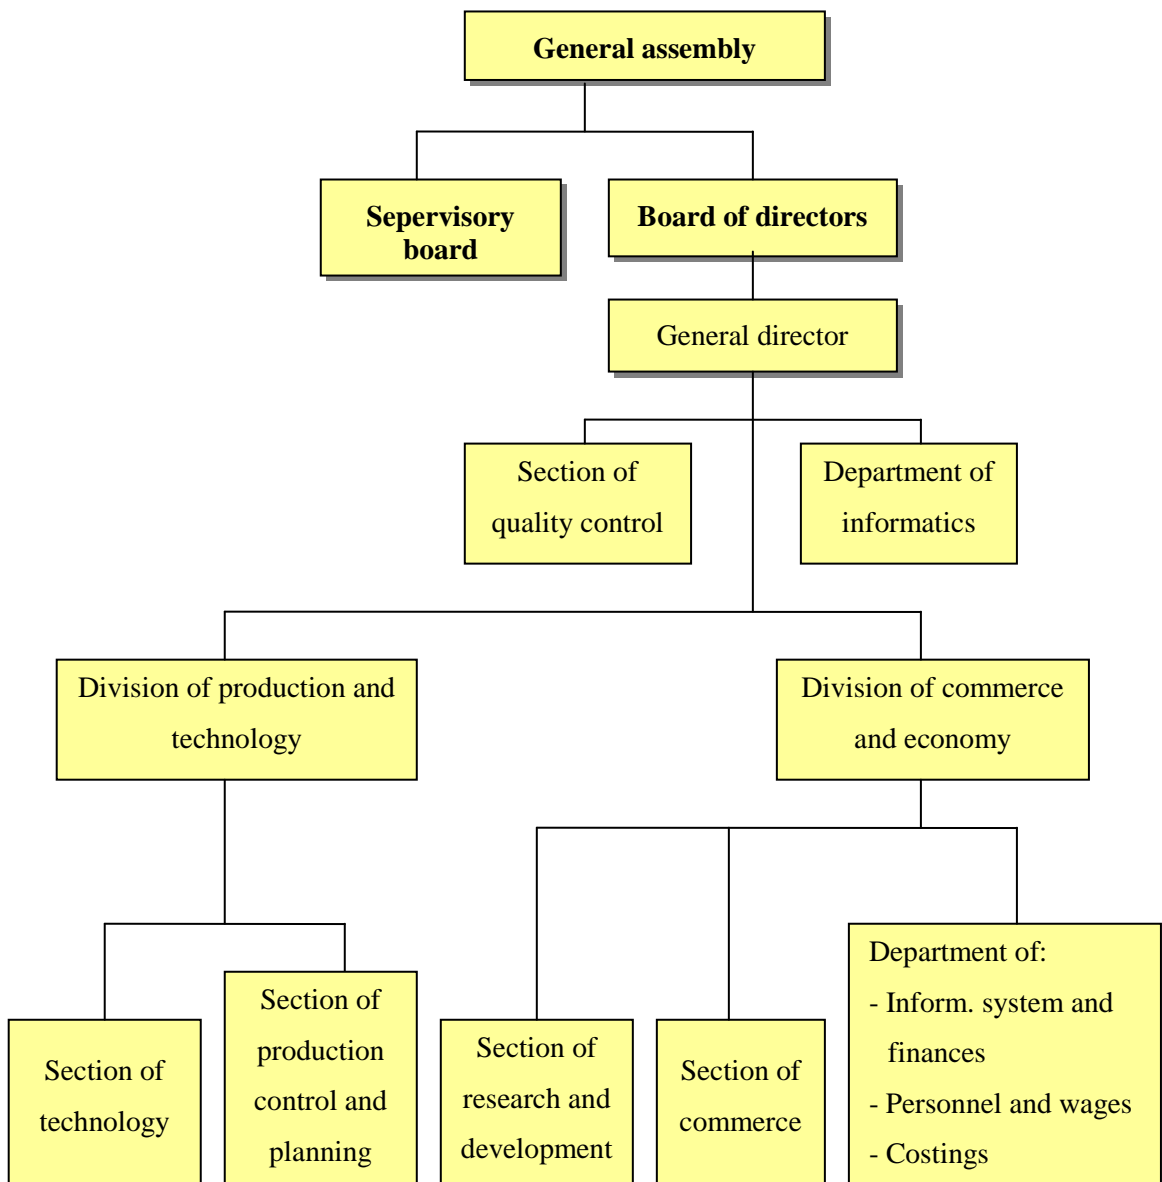 General assembly
Sepervisory
board
Board of directors
General director
Section of
quality control
Department of
informatics
Division of production and
technology
Division of commerce
and economy
Section of
technology
Section of
production
control and
planning
Section of
research and
development
Section of
commerce
Department of:
- Inform. system and
finances
- Personnel and wages
- Costings